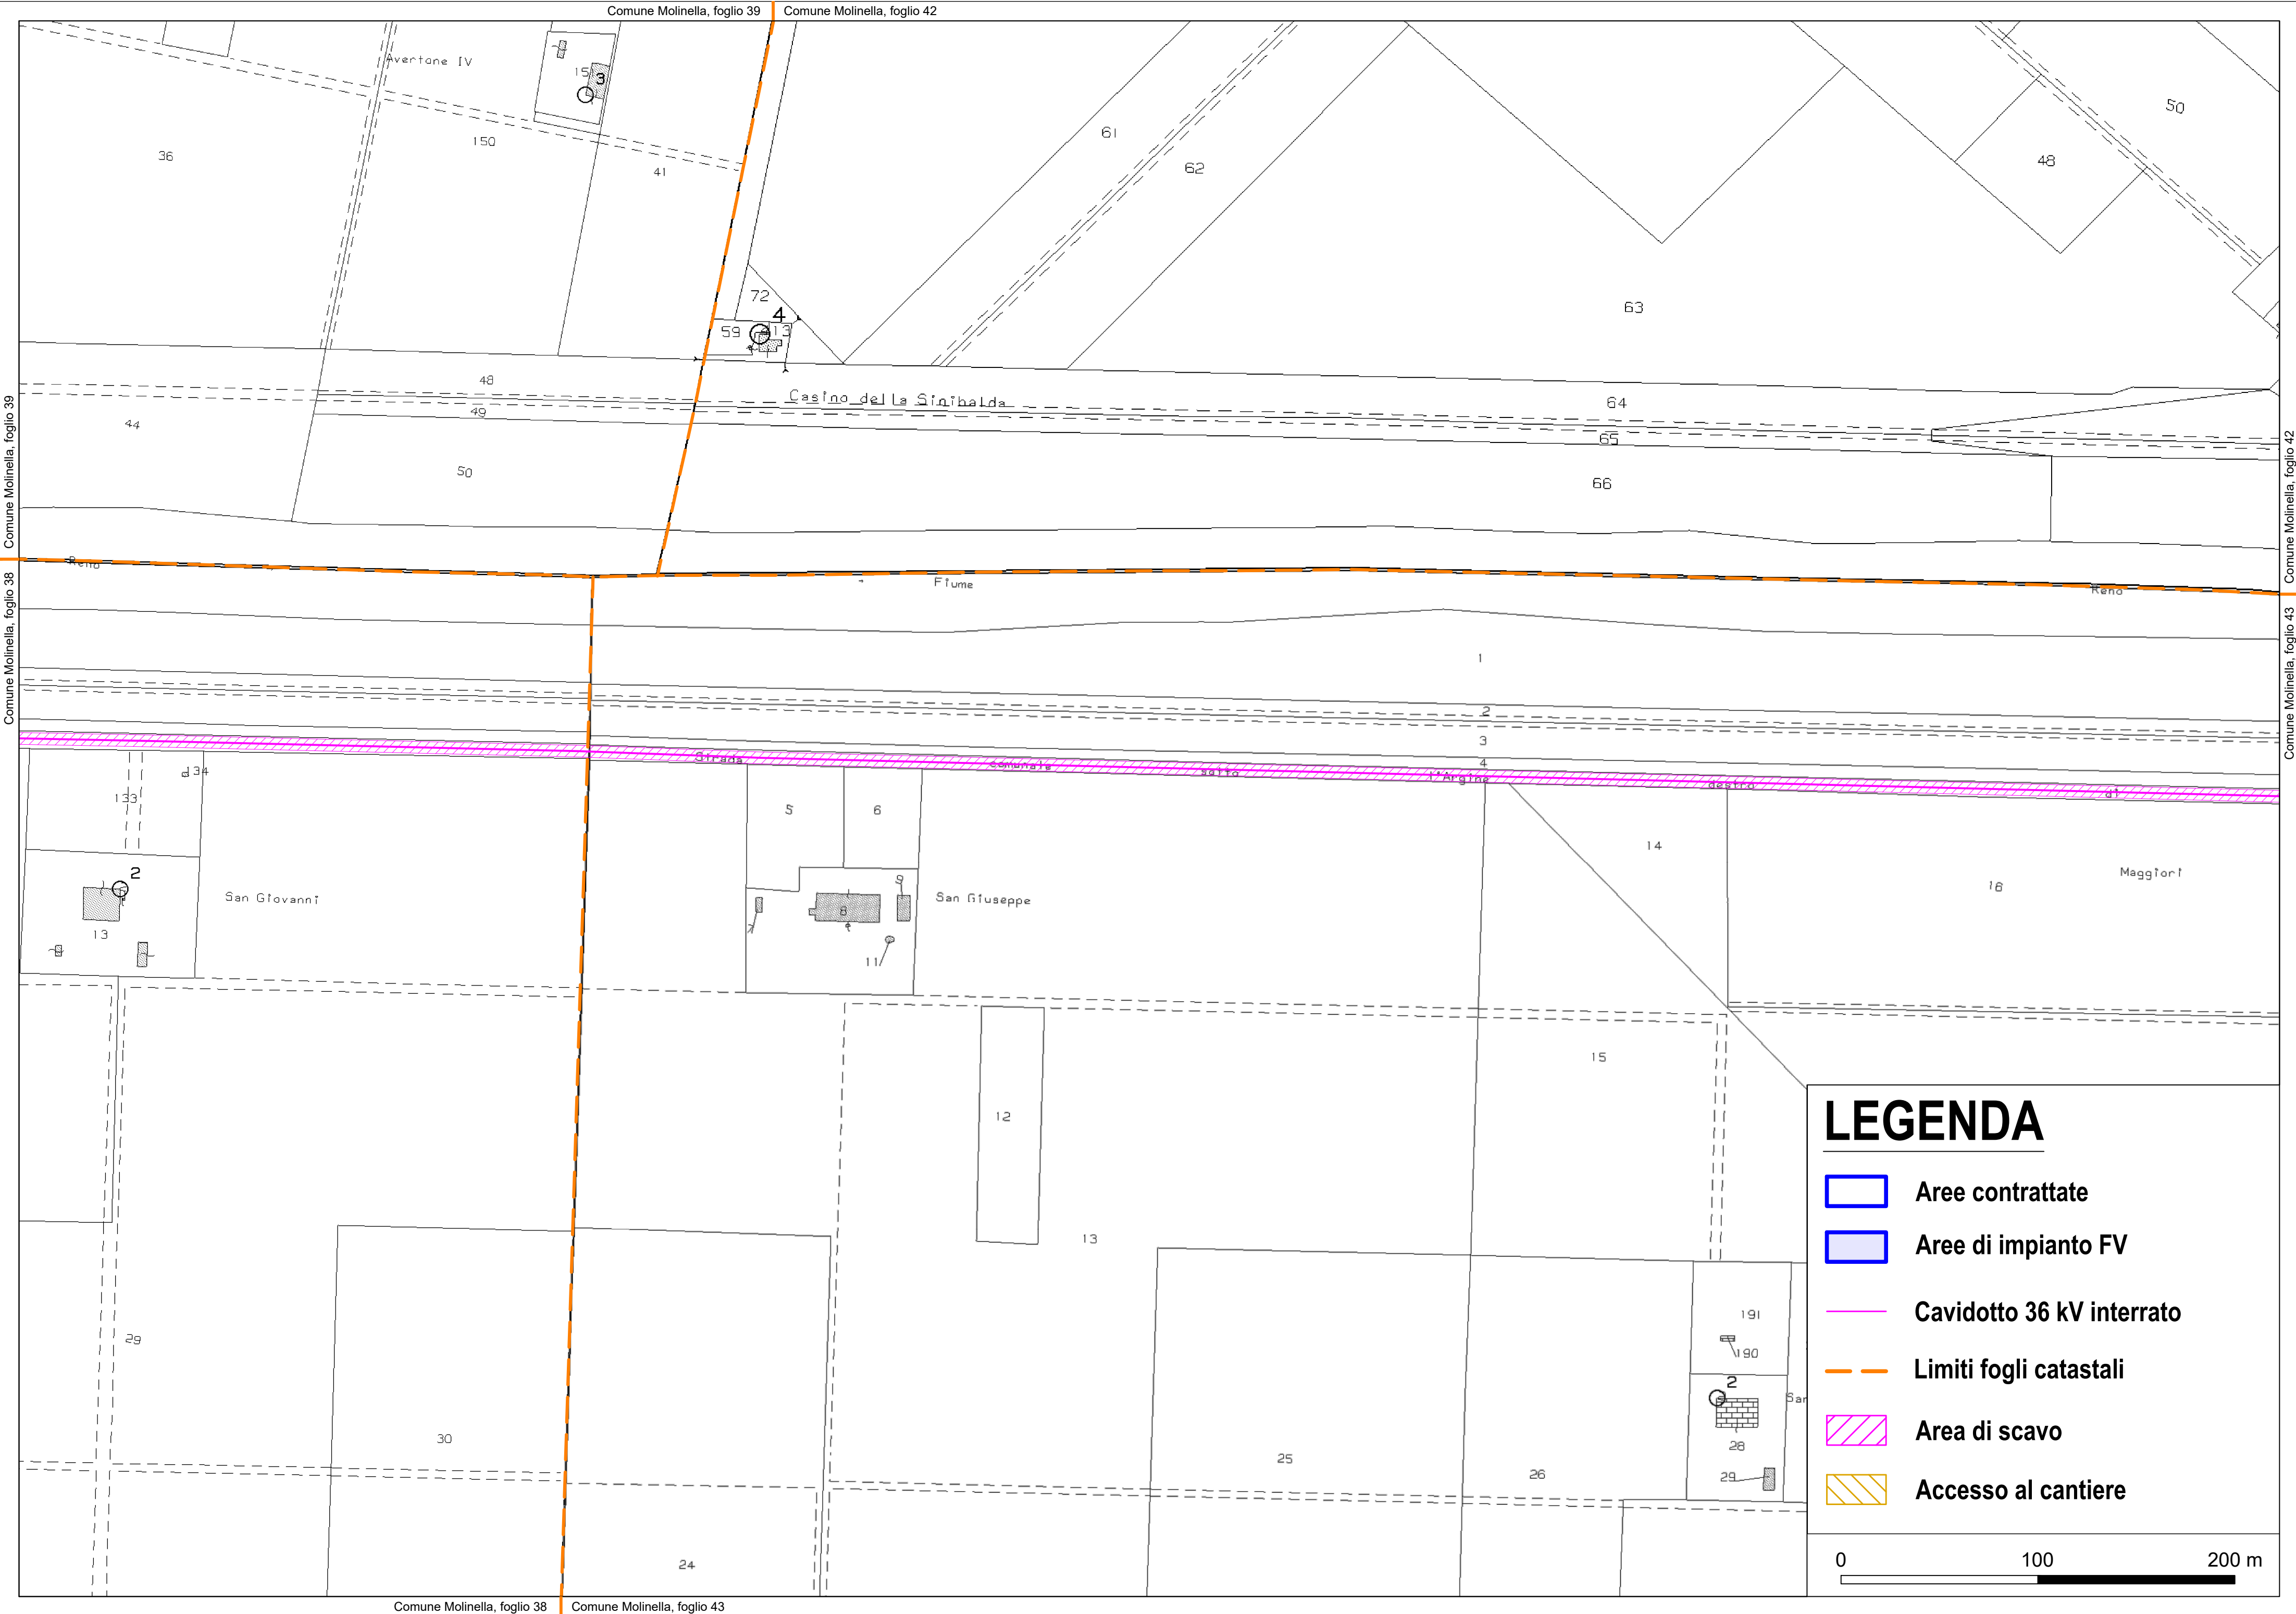 Comune Molinella, foglio 39
Comune Molinella, foglio 42
Avertane IV
3
50
61
36
150
48
62
41
72
63
4
59
13
48
Casino della Sinibalda
64
49
44
65
50
66
Comune Molinella, foglio 39
Comune Molinella, foglio 42
Reno
Fiume
Reno
Comune Molinella, foglio 38
Comune Molinella, foglio 43
1
2
3
4
Strada
comunale
sotto
l'Argine
destro
di
133
134
5
6
14
2
9
16
Maggiori
San Giovanni
8
San Giuseppe
13
7
11
15
12
13
29
191
190
2
San
30
25
26
28
29
24
LEGENDA
Aree contrattate
Aree di impianto FV
Cavidotto 36 kV interrato
Limiti fogli catastali
Area di scavo
Accesso al cantiere
0
100
200 m
Comune Molinella, foglio 38
Comune Molinella, foglio 43